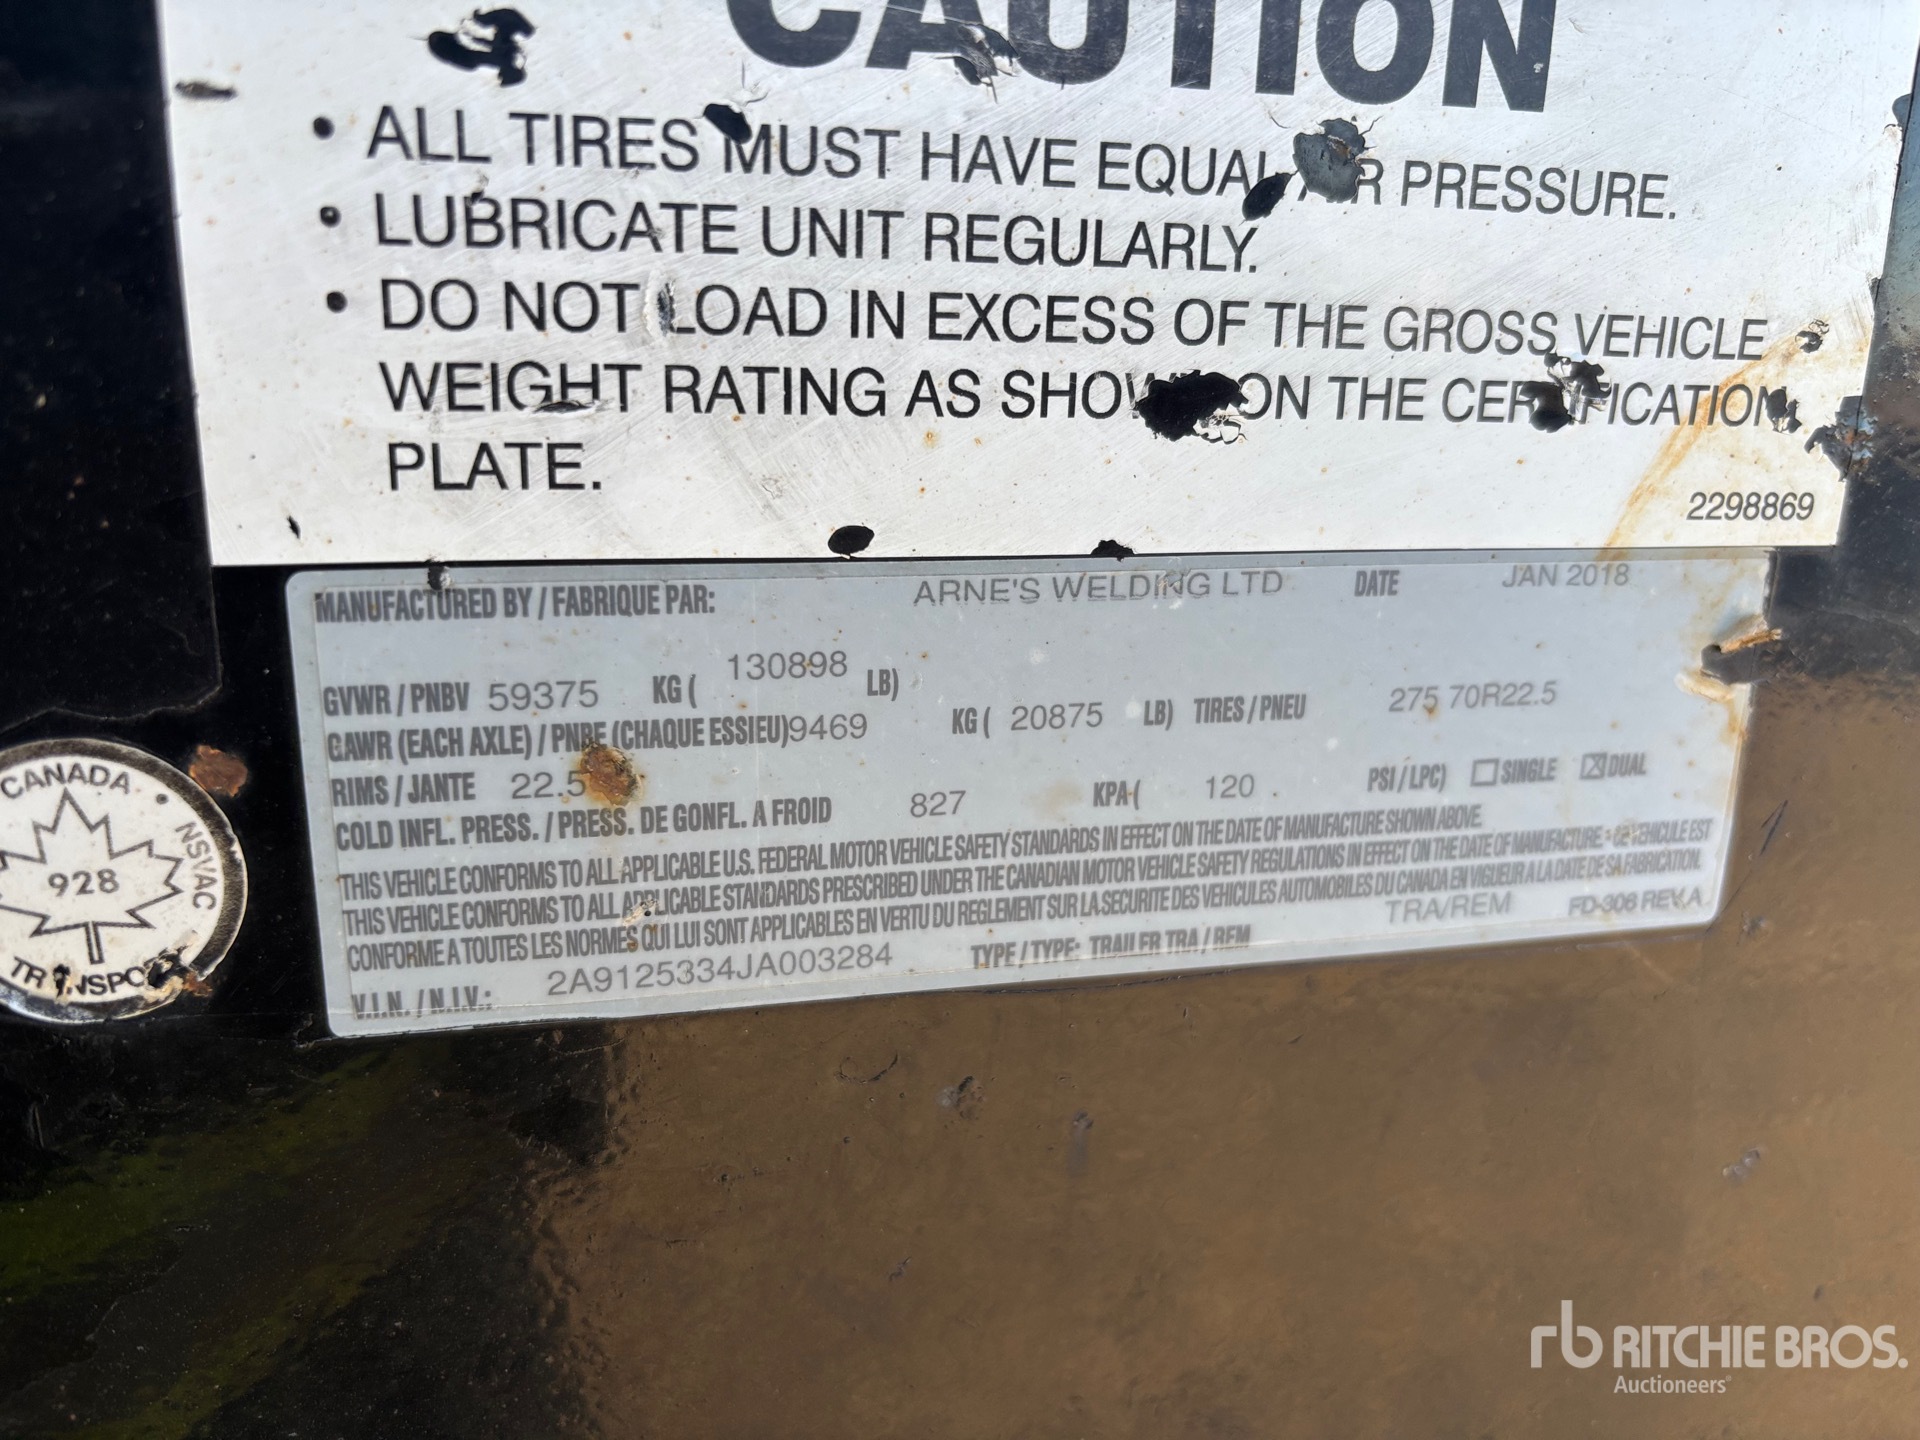 CAUTION
• ALL TIRES MUST HAVE EQUAL AIR PRESSURE.
• LUBRICATE UNIT REGULARLY.
• DO NOT LOAD IN EXCESS OF THE GROSS VEHICLE
WEIGHT RATING AS SHOWN ON THE CERTIFICATION
PLATE.
2298869
MANUFACTURED BY / FABRIQUE PAR: ARNE'S WELDING LTD DATE JAN 2018
GVWR / PNBV 59375 KG ( 130898 LB)
GAWR (EACH AXLE) / PNBE (CHAQUE ESSIEU) 9469 KG ( 20875 LB) TIRES / PNEU 275 70R22.5
RIMS / JANTE 22.5
COLD INFL. PRESS. / PRESS. DE GONFL. A FROID 827 KPA ( 120 PSI / LPC) ☐ SINGLE ☒ DUAL
THIS VEHICLE CONFORMS TO ALL APPLICABLE U.S. FEDERAL MOTOR VEHICLE SAFETY STANDARDS IN EFFECT ON THE DATE OF MANUFACTURE SHOWN ABOVE.
THIS VEHICLE CONFORMS TO ALL APPLICABLE STANDARDS PRESCRIBED UNDER THE CANADIAN MOTOR VEHICLE SAFETY REGULATIONS IN EFFECT ON THE DATE OF MANUFACTURE - CE VEHICULE EST
CONFORME A TOUTES LES NORMES QUI LUI SONT APPLICABLES EN VERTU DU REGLEMENT SUR LA SECURITE DES VEHICULES AUTOMOBILES DU CANADA EN VIGUEUR A LA DATE DE SA FABRICATION.
V.I.N. / N.I.V.: 2A9125334JA003284 TYPE / TYPE: TRAILER TRA / REM TRA/REM FD-306 REV.A
CANADA • NSVAC
928
TRANSPORT
rb RITCHIE BROS.
Auctioneers